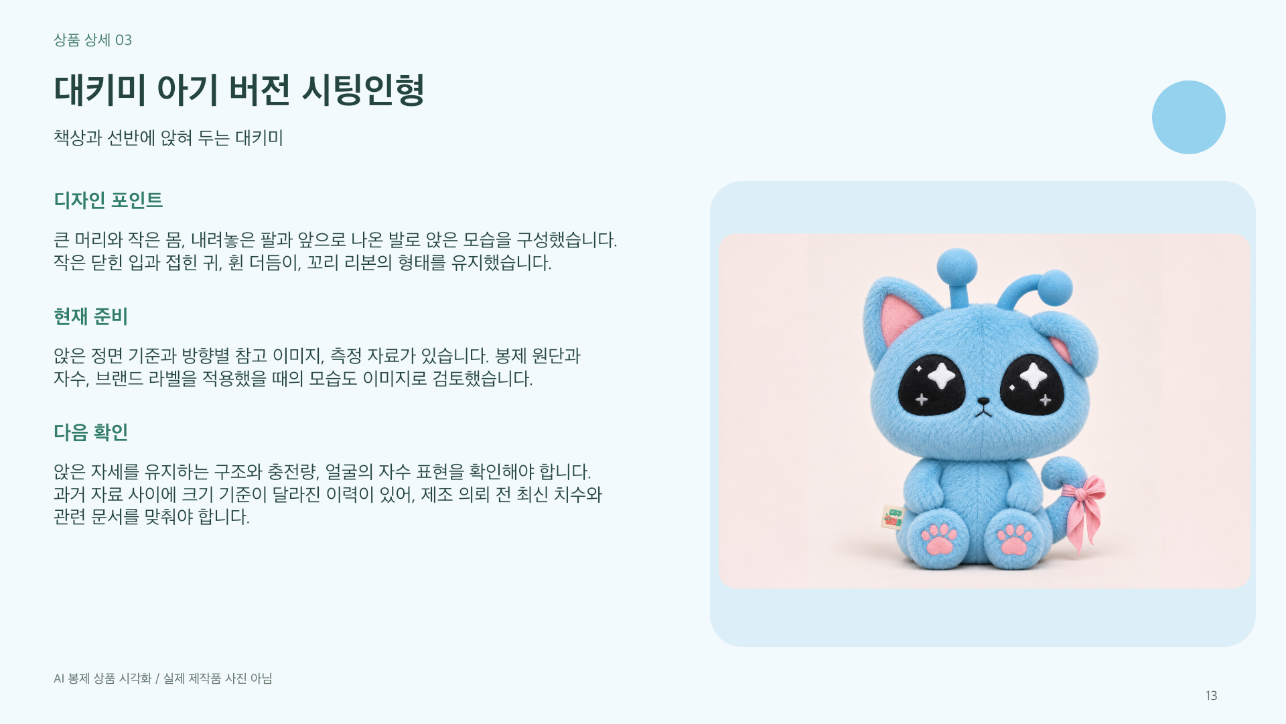 상품 상세 03
대키미 아기 버전 시팅인형
책상과 선반에 앉혀 두는 대키미
디자인 포인트
큰 머리와 작은 몸, 내려놓은 팔과 앞으로 나온 발로 앉은 모습을 구성했습니다.
작은 닫힌 입과 접힌 귀, 휜 더듬이, 꼬리 리본의 형태를 유지했습니다.
현재 준비
앉은 정면 기준과 방향별 참고 이미지, 측정 자료가 있습니다. 봉제 원단과
자수, 브랜드 라벨을 적용했을 때의 모습도 이미지로 검토했습니다.
다음 확인
앉은 자세를 유지하는 구조와 충전량, 얼굴의 자수 표현을 확인해야 합니다.
과거 자료 사이에 크기 기준이 달라진 이력이 있어, 제조 의뢰 전 최신 치수와
관련 문서를 맞춰야 합니다.
AI 봉제 상품 시각화 / 실제 제작품 사진 아님
13